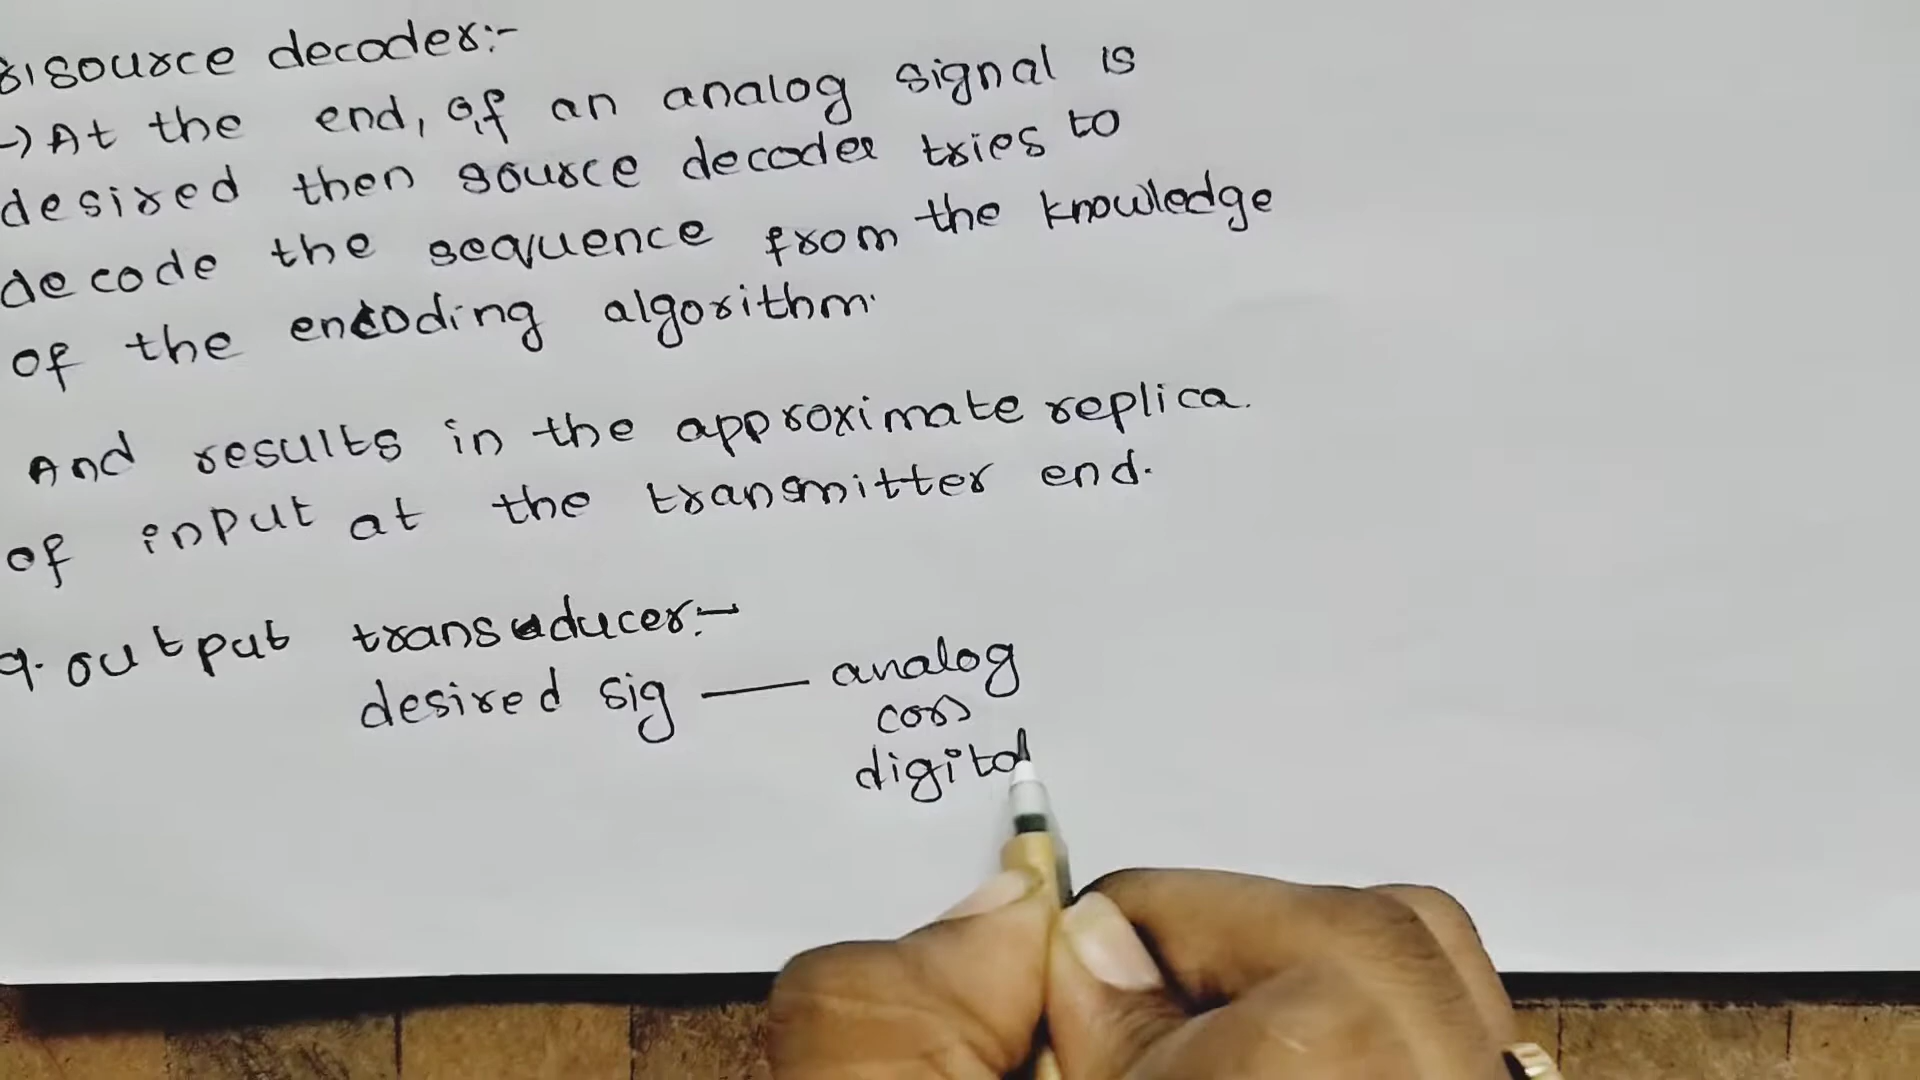 8) source decoder:-
-> At the end, if an analog signal is
desired then source decoder tries to
decode the sequence from the knowledge
of the encoding algorithm.
And results in the approximate replica.
of input at the transmitter end.
9. output transducer:-
desired sig — analog
(or)
digital